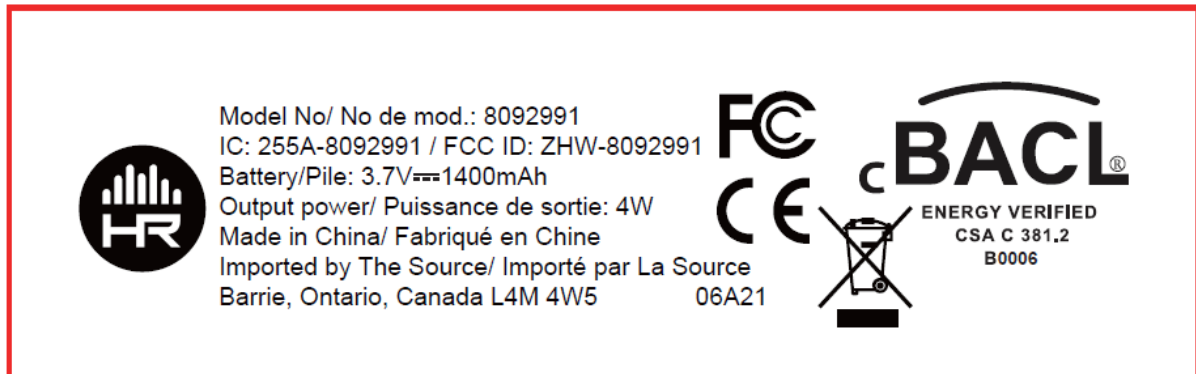 HR
Model No/ No de mod.: 8092991
IC: 255A-8092991 / FCC ID: ZHW-8092991
Battery/Pile: 3.7V⎓1400mAh
Output power/ Puissance de sortie: 4W
Made in China/ Fabriqué en Chine
Imported by The Source/ Importé par La Source
Barrie, Ontario, Canada L4M 4W5 06A21
FC
CE
cBACL®
ENERGY VERIFIED
CSA C 381.2
B0006